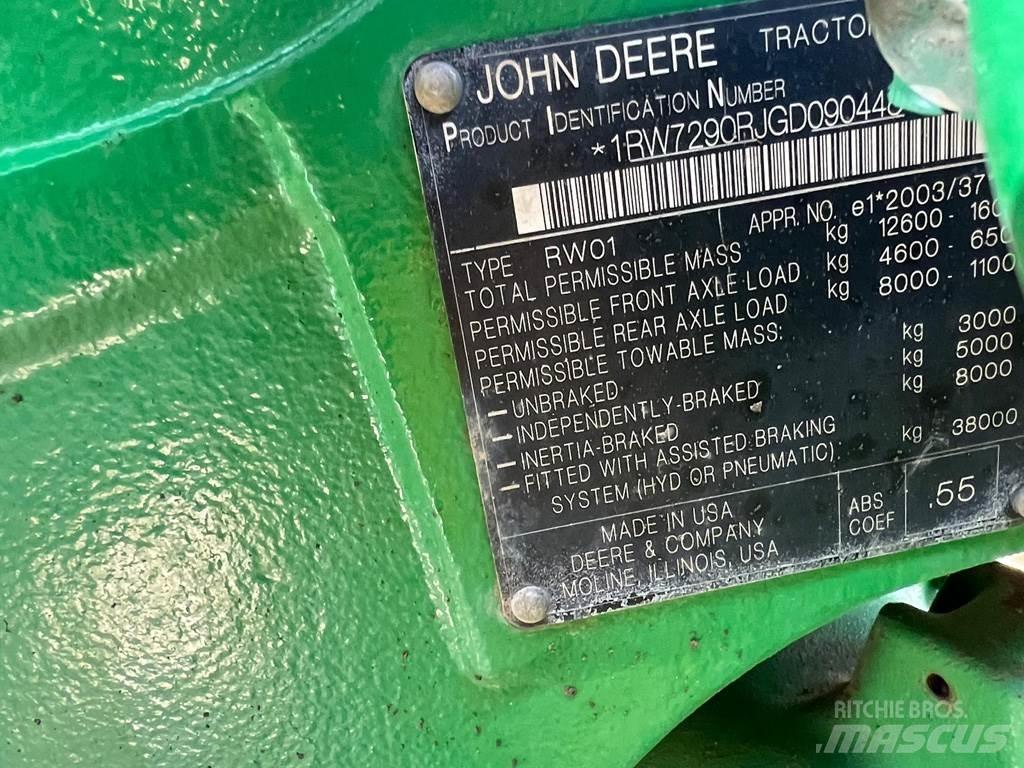 JOHN DEERE TRACTO
PRODUCT IDENTIFICATION NUMBER
*1RW7290RJGD09044
APPR. NO. e1*2003/37
TYPE RW01
TOTAL PERMISSIBLE MASS kg 12600 - 160
PERMISSIBLE FRONT AXLE LOAD kg 4600 - 650
PERMISSIBLE REAR AXLE LOAD kg 8000 - 1100
PERMISSIBLE TOWABLE MASS:
— UNBRAKED kg 3000
— INDEPENDENTLY-BRAKED kg 5000
— INERTIA-BRAKED kg 8000
— FITTED WITH ASSISTED BRAKING
SYSTEM (HYD OR PNEUMATIC): kg 38000
MADE IN USA
DEERE & COMPANY
MOLINE, ILLINOIS, USA
ABS
COEF
.55
RITCHIE BROS.
MASCUS